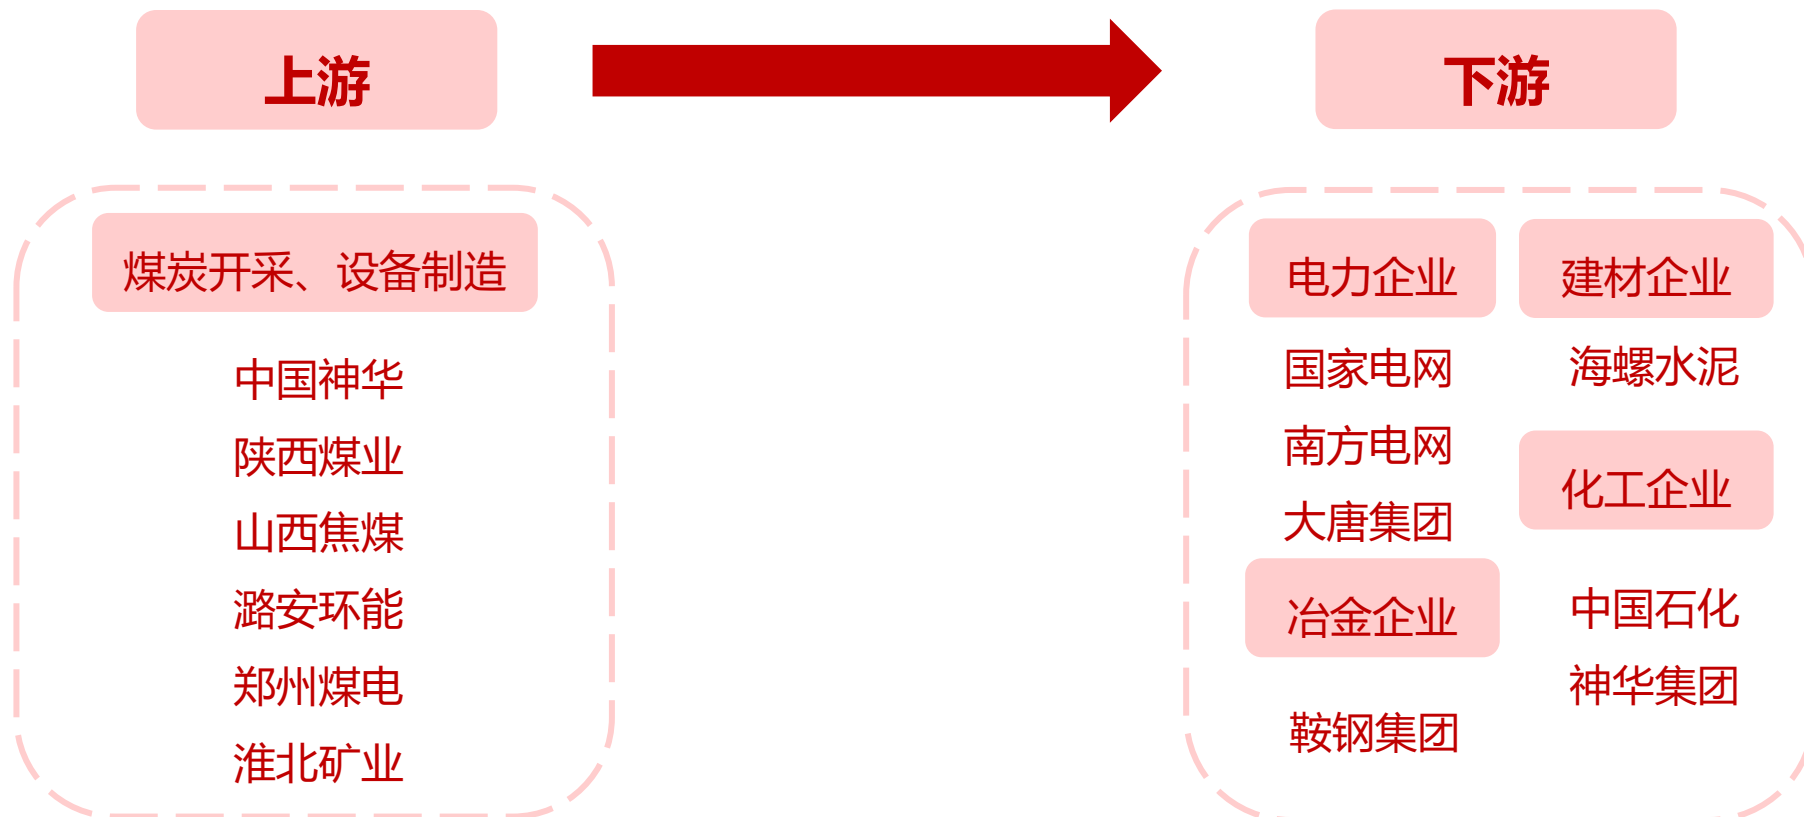 上游
下游
煤炭开采、设备制造
中国神华
陕西煤业
山西焦煤
潞安环能
郑州煤电
淮北矿业
电力企业
国家电网
南方电网
大唐集团
冶金企业
鞍钢集团
建材企业
海螺水泥
化工企业
中国石化
神华集团